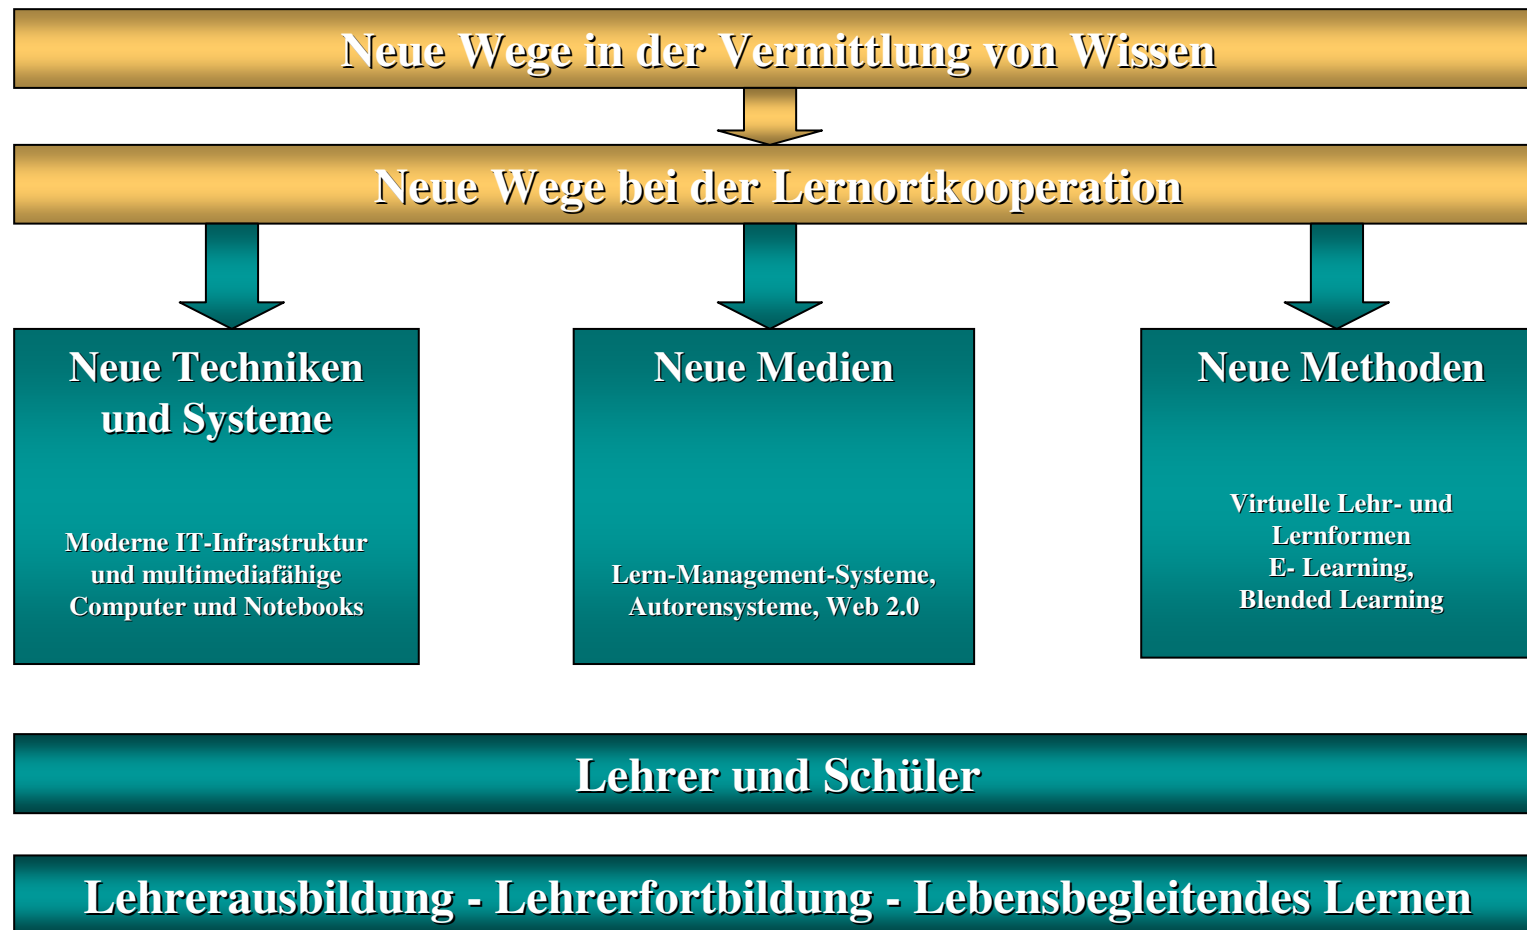 Neue Wege in der Vermittlung von Wissen
Neue Wege bei der Lernortkooperation
Neue Techniken
und Systeme
Moderne IT-Infrastruktur
und multimediafähige
Computer und Notebooks
Neue Medien
Lern-Management-Systeme,
Autorensysteme, Web 2.0
Neue Methoden
Virtuelle Lehr- und
Lernformen
E- Learning,
Blended Learning
Lehrer und Schüler
Lehrerausbildung - Lehrerfortbildung - Lebensbegleitendes Lernen